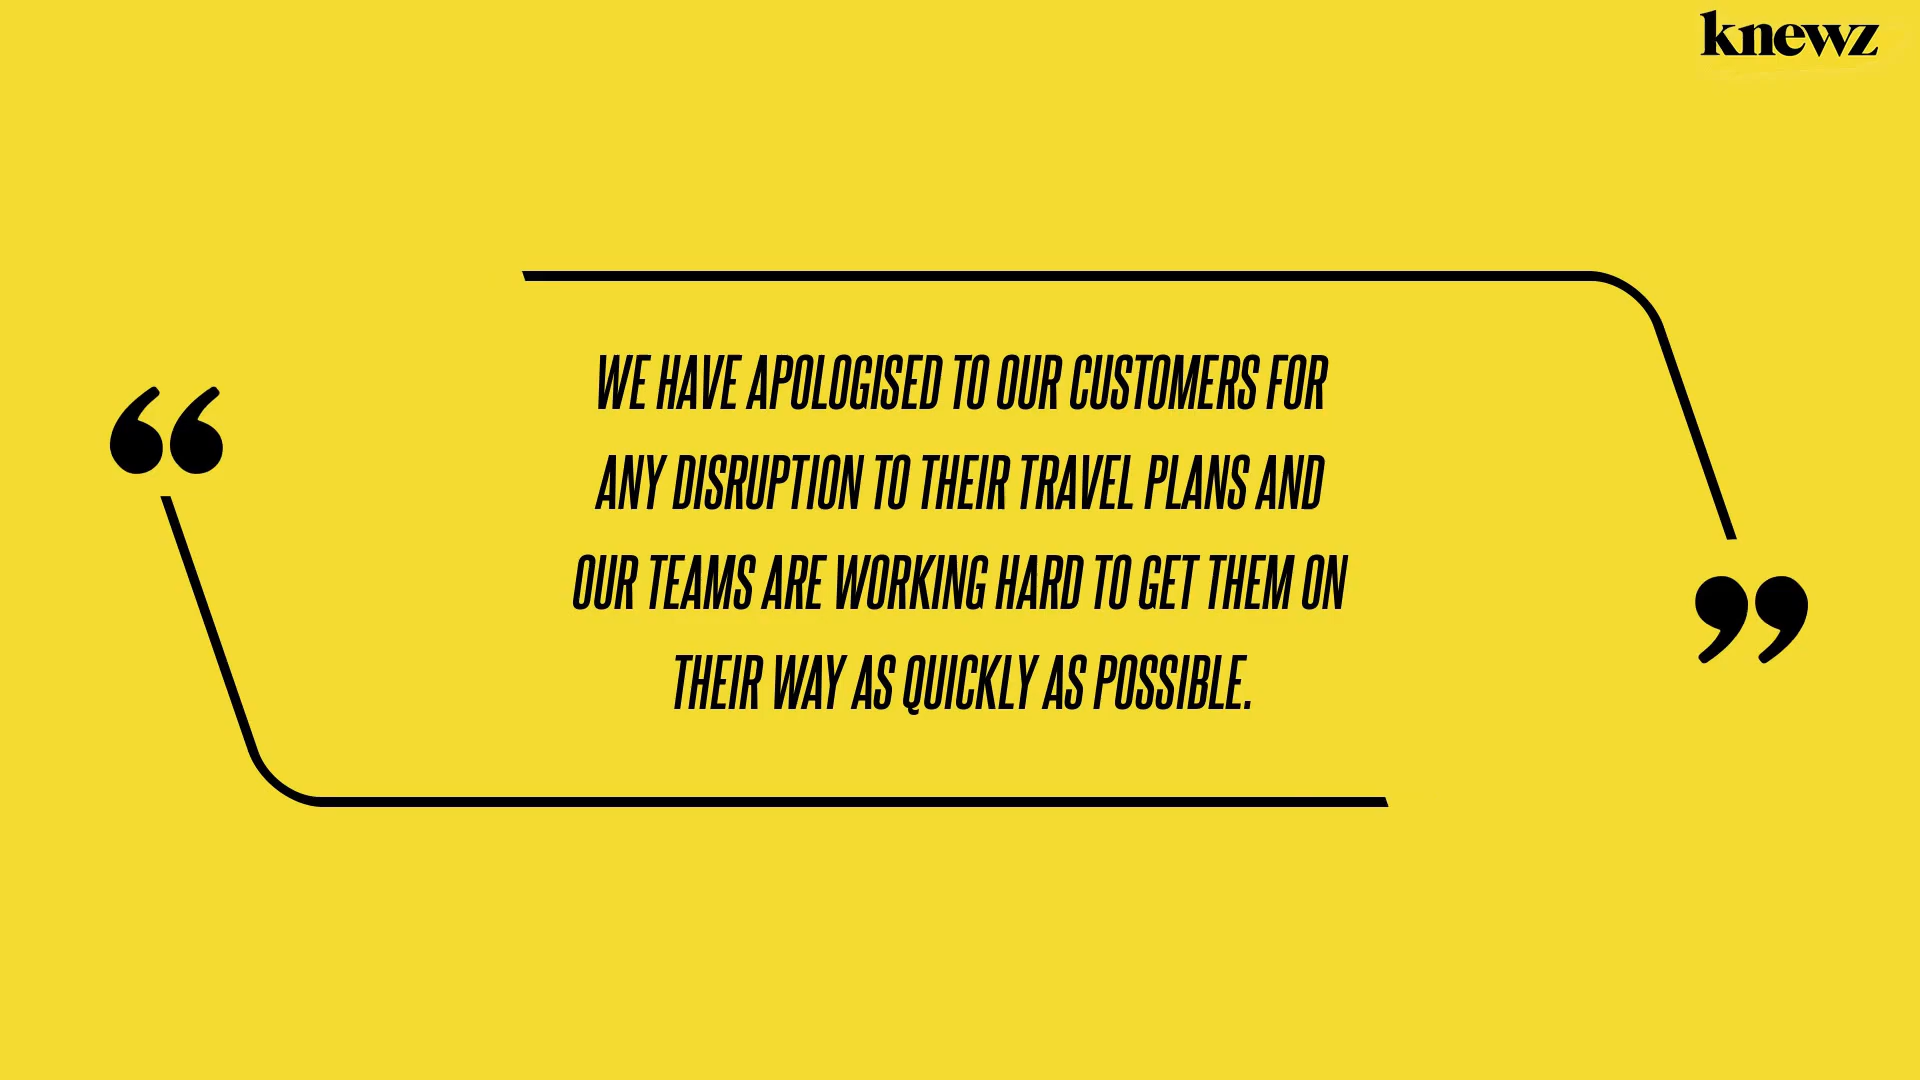 knewz
WE HAVE APOLOGISED TO OUR CUSTOMERS FOR
ANY DISRUPTION TO THEIR TRAVEL PLANS AND
OUR TEAMS ARE WORKING HARD TO GET THEM ON
THEIR WAY AS QUICKLY AS POSSIBLE.